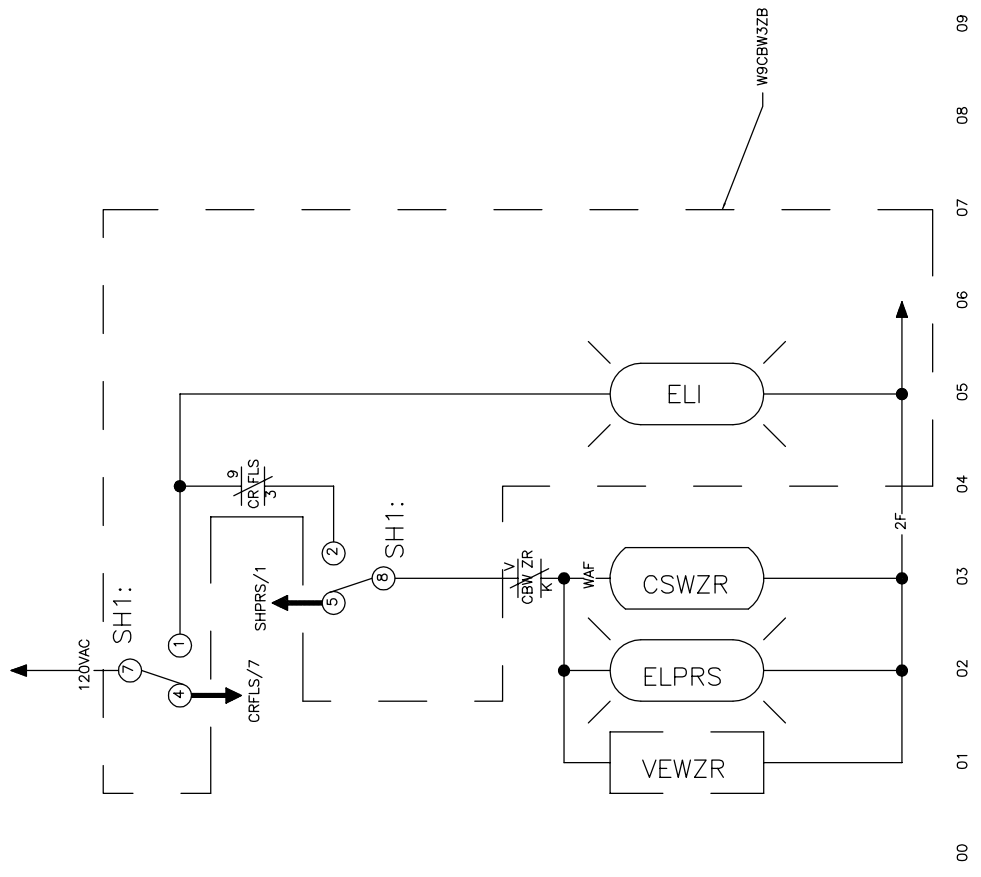 09
08
07
06
05
04
03
02
01
00
W9CBW3ZB
120VAC
SH1:
7
1
4
CRFLS/7
9
CR FLS
3
2
SH1:
8
5
SHPRS/1
V
CBW ZR
K
WAF
ELI
CSWZR
ELPRS
VEWZR
2F